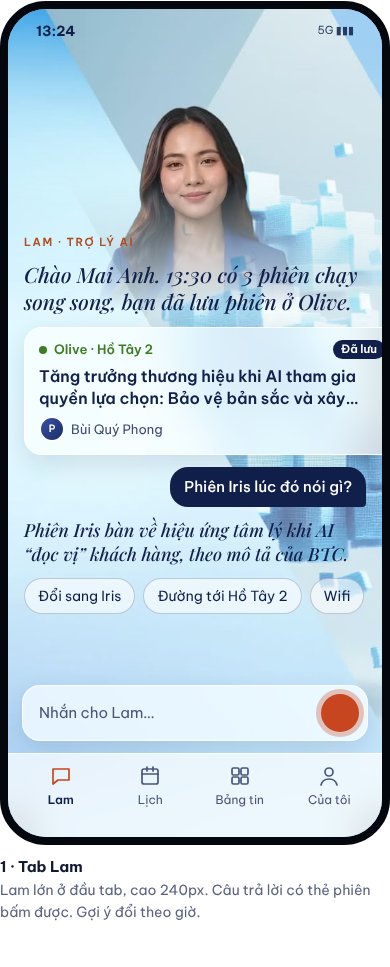 13:24
5G
LAM · TRỢ LÝ AI
Chào Mai Anh. 13:30 có 3 phiên chạy
song song, bạn đã lưu phiên ở Olive.
Olive · Hồ Tây 2
Đã lưu
Tăng trưởng thương hiệu khi AI tham gia
quyền lựa chọn: Bảo vệ bản sắc và xây...
P
Bùi Quý Phong
Phiên Iris lúc đó nói gì?
Phiên Iris bàn về hiệu ứng tâm lý khi AI
“đọc vị” khách hàng, theo mô tả của BTC.
Đổi sang Iris
Đường tới Hồ Tây 2
Wifi
Nhắn cho Lam...
Lam
Lịch
Bảng tin
Của tôi
1 · Tab Lam
Lam lớn ở đầu tab, cao 240px. Câu trả lời có thẻ phiên
bấm được. Gợi ý đổi theo giờ.